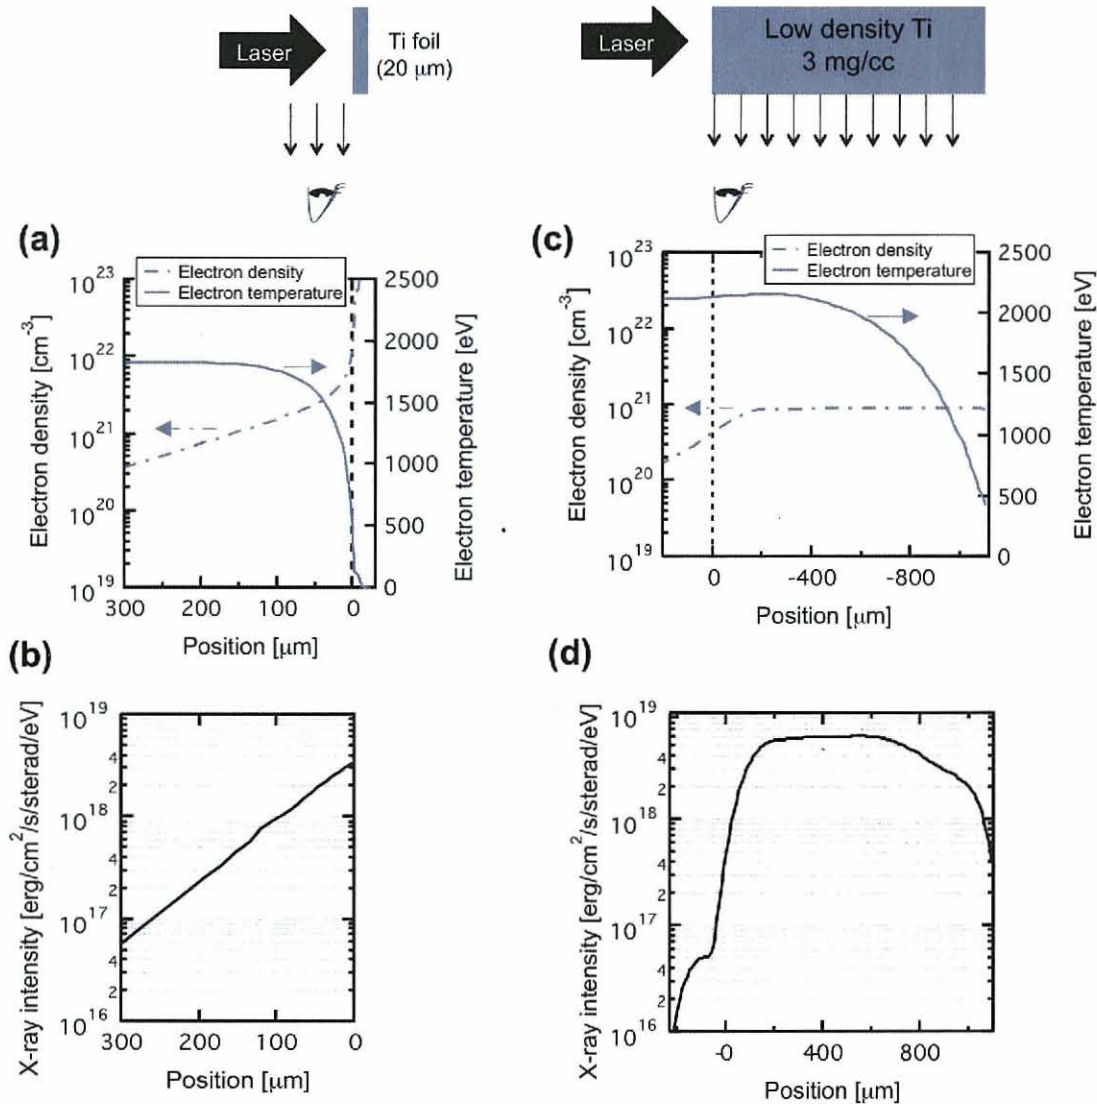 Laser
Ti foil
(20 μm)
Laser
Low density Ti
3 mg/cc
(a)
Electron density
Electron temperature
10^23
10^22
10^21
10^20
10^19
2500
2000
1500
1000
500
0
300
200
100
0
Electron density [cm^-3]
Electron temperature [eV]
Position [μm]
(c)
Electron density
Electron temperature
10^23
10^22
10^21
10^20
10^19
2500
2000
1500
1000
500
0
0
-400
-800
Electron density [cm^-3]
Electron temperature [eV]
Position [μm]
(b)
X-ray intensity [erg/cm^2/s/sterad/eV]
10^19
4
2
10^18
4
2
10^17
4
2
10^16
300
200
100
0
Position [μm]
(d)
X-ray intensity [erg/cm^2/s/sterad/eV]
10^19
4
2
10^18
4
2
10^17
4
2
10^16
-0
400
800
Position [μm]